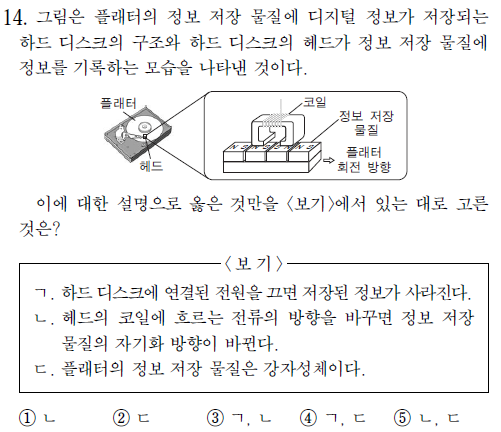 14. 그림은 플래터의 정보 저장 물질에 디지털 정보가 저장되는
하드 디스크의 구조와 하드 디스크의 헤드가 정보 저장 물질에
정보를 기록하는 모습을 나타낸 것이다.
플래터
헤드
코일
정보 저장
물질
N S N S N S
플래터
회전 방향
이에 대한 설명으로 옳은 것만을 〈보기〉에서 있는 대로 고른
것은?
〈보 기〉
ㄱ. 하드 디스크에 연결된 전원을 끄면 저장된 정보가 사라진다.
ㄴ. 헤드의 코일에 흐르는 전류의 방향을 바꾸면 정보 저장
물질의 자기화 방향이 바뀐다.
ㄷ. 플래터의 정보 저장 물질은 강자성체이다.
① ㄴ ② ㄷ ③ ㄱ, ㄴ ④ ㄱ, ㄷ ⑤ ㄴ, ㄷ